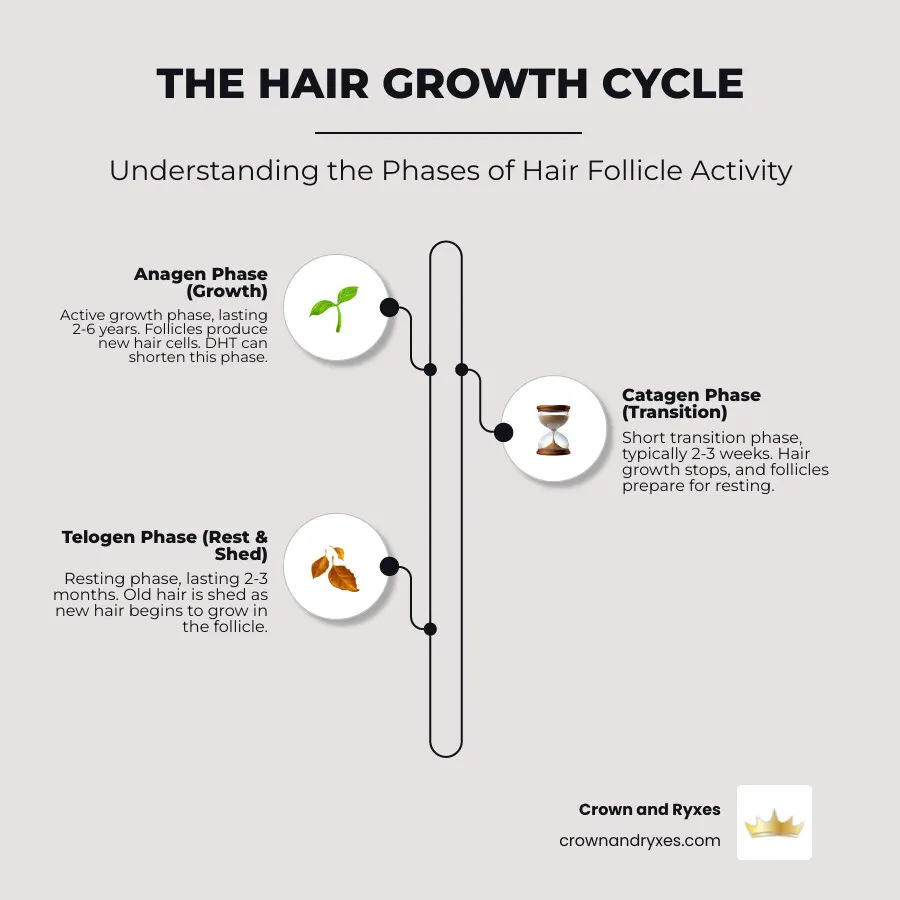 THE HAIR GROWTH CYCLE
Understanding the Phases of Hair Follicle Activity
Anagen Phase
(Growth)
Active growth phase, lasting
2-6 years. Follicles produce
new hair cells. DHT can
shorten this phase.
Catagen Phase
(Transition)
Short transition phase,
typically 2-3 weeks. Hair
growth stops, and follicles
prepare for resting.
Telogen Phase (Rest &
Shed)
Resting phase, lasting 2-3
months. Old hair is shed as
new hair begins to grow in
the follicle.
Crown and Ryxes
crownandryxes.com